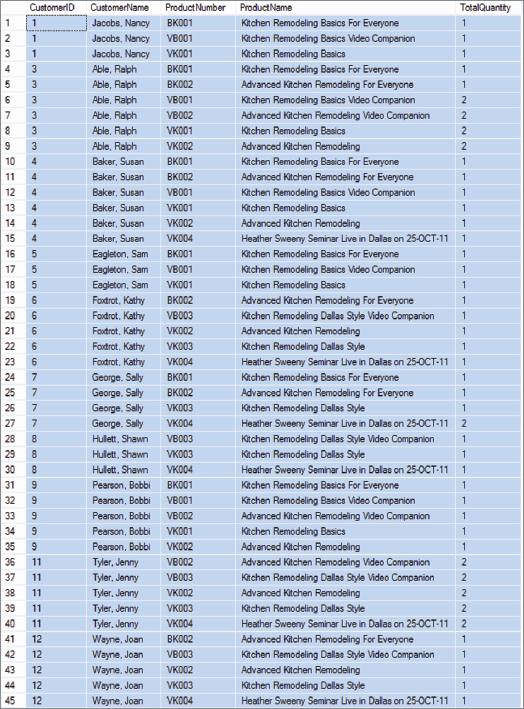 CustomerID CustomerName ProductNumber ProductName TotalQuantity
1 1 Jacobs, Nancy BK001 Kitchen Remodeling Basics For Everyone 1
2 1 Jacobs, Nancy VB001 Kitchen Remodeling Basics Video Companion 1
3 1 Jacobs, Nancy VK001 Kitchen Remodeling Basics 1
4 3 Able, Ralph BK001 Kitchen Remodeling Basics For Everyone 1
5 3 Able, Ralph BK002 Advanced Kitchen Remodeling For Everyone 1
6 3 Able, Ralph VB001 Kitchen Remodeling Basics Video Companion 2
7 3 Able, Ralph VB002 Advanced Kitchen Remodeling Video Companion 2
8 3 Able, Ralph VK001 Kitchen Remodeling Basics 2
9 3 Able, Ralph VK002 Advanced Kitchen Remodeling 2
10 4 Baker, Susan BK001 Kitchen Remodeling Basics For Everyone 1
11 4 Baker, Susan BK002 Advanced Kitchen Remodeling For Everyone 1
12 4 Baker, Susan VB001 Kitchen Remodeling Basics Video Companion 1
13 4 Baker, Susan VK001 Kitchen Remodeling Basics 1
14 4 Baker, Susan VK002 Advanced Kitchen Remodeling 1
15 4 Baker, Susan VK004 Heather Sweeny Seminar Live in Dallas on 25-OCT-11 1
16 5 Eagleton, Sam BK001 Kitchen Remodeling Basics For Everyone 1
17 5 Eagleton, Sam VB001 Kitchen Remodeling Basics Video Companion 1
18 5 Eagleton, Sam VK001 Kitchen Remodeling Basics 1
19 6 Foxtrot, Kathy BK002 Advanced Kitchen Remodeling For Everyone 1
20 6 Foxtrot, Kathy VB003 Kitchen Remodeling Dallas Style Video Companion 1
21 6 Foxtrot, Kathy VK002 Advanced Kitchen Remodeling 1
22 6 Foxtrot, Kathy VK003 Kitchen Remodeling Dallas Style 1
23 6 Foxtrot, Kathy VK004 Heather Sweeny Seminar Live in Dallas on 25-OCT-11 1
24 7 George, Sally BK001 Kitchen Remodeling Basics For Everyone 1
25 7 George, Sally BK002 Advanced Kitchen Remodeling For Everyone 1
26 7 George, Sally VK003 Kitchen Remodeling Dallas Style 1
27 7 George, Sally VK004 Heather Sweeny Seminar Live in Dallas on 25-OCT-11 2
28 8 Hullett, Shawn VB003 Kitchen Remodeling Dallas Style Video Companion 1
29 8 Hullett, Shawn VK003 Kitchen Remodeling Dallas Style 1
30 8 Hullett, Shawn VK004 Heather Sweeny Seminar Live in Dallas on 25-OCT-11 1
31 9 Pearson, Bobbi BK001 Kitchen Remodeling Basics For Everyone 1
32 9 Pearson, Bobbi VB001 Kitchen Remodeling Basics Video Companion 1
33 9 Pearson, Bobbi VB002 Advanced Kitchen Remodeling Video Companion 1
34 9 Pearson, Bobbi VK001 Kitchen Remodeling Basics 1
35 9 Pearson, Bobbi VK002 Advanced Kitchen Remodeling 1
36 11 Tyler, Jenny VB002 Advanced Kitchen Remodeling Video Companion 2
37 11 Tyler, Jenny VB003 Kitchen Remodeling Dallas Style Video Companion 2
38 11 Tyler, Jenny VK002 Advanced Kitchen Remodeling 2
39 11 Tyler, Jenny VK003 Kitchen Remodeling Dallas Style 2
40 11 Tyler, Jenny VK004 Heather Sweeny Seminar Live in Dallas on 25-OCT-11 2
41 12 Wayne, Joan BK002 Advanced Kitchen Remodeling For Everyone 1
42 12 Wayne, Joan VB003 Kitchen Remodeling Dallas Style Video Companion 1
43 12 Wayne, Joan VK002 Advanced Kitchen Remodeling 1
44 12 Wayne, Joan VK003 Kitchen Remodeling Dallas Style 1
45 12 Wayne, Joan VK004 Heather Sweeny Seminar Live in Dallas on 25-OCT-11 1